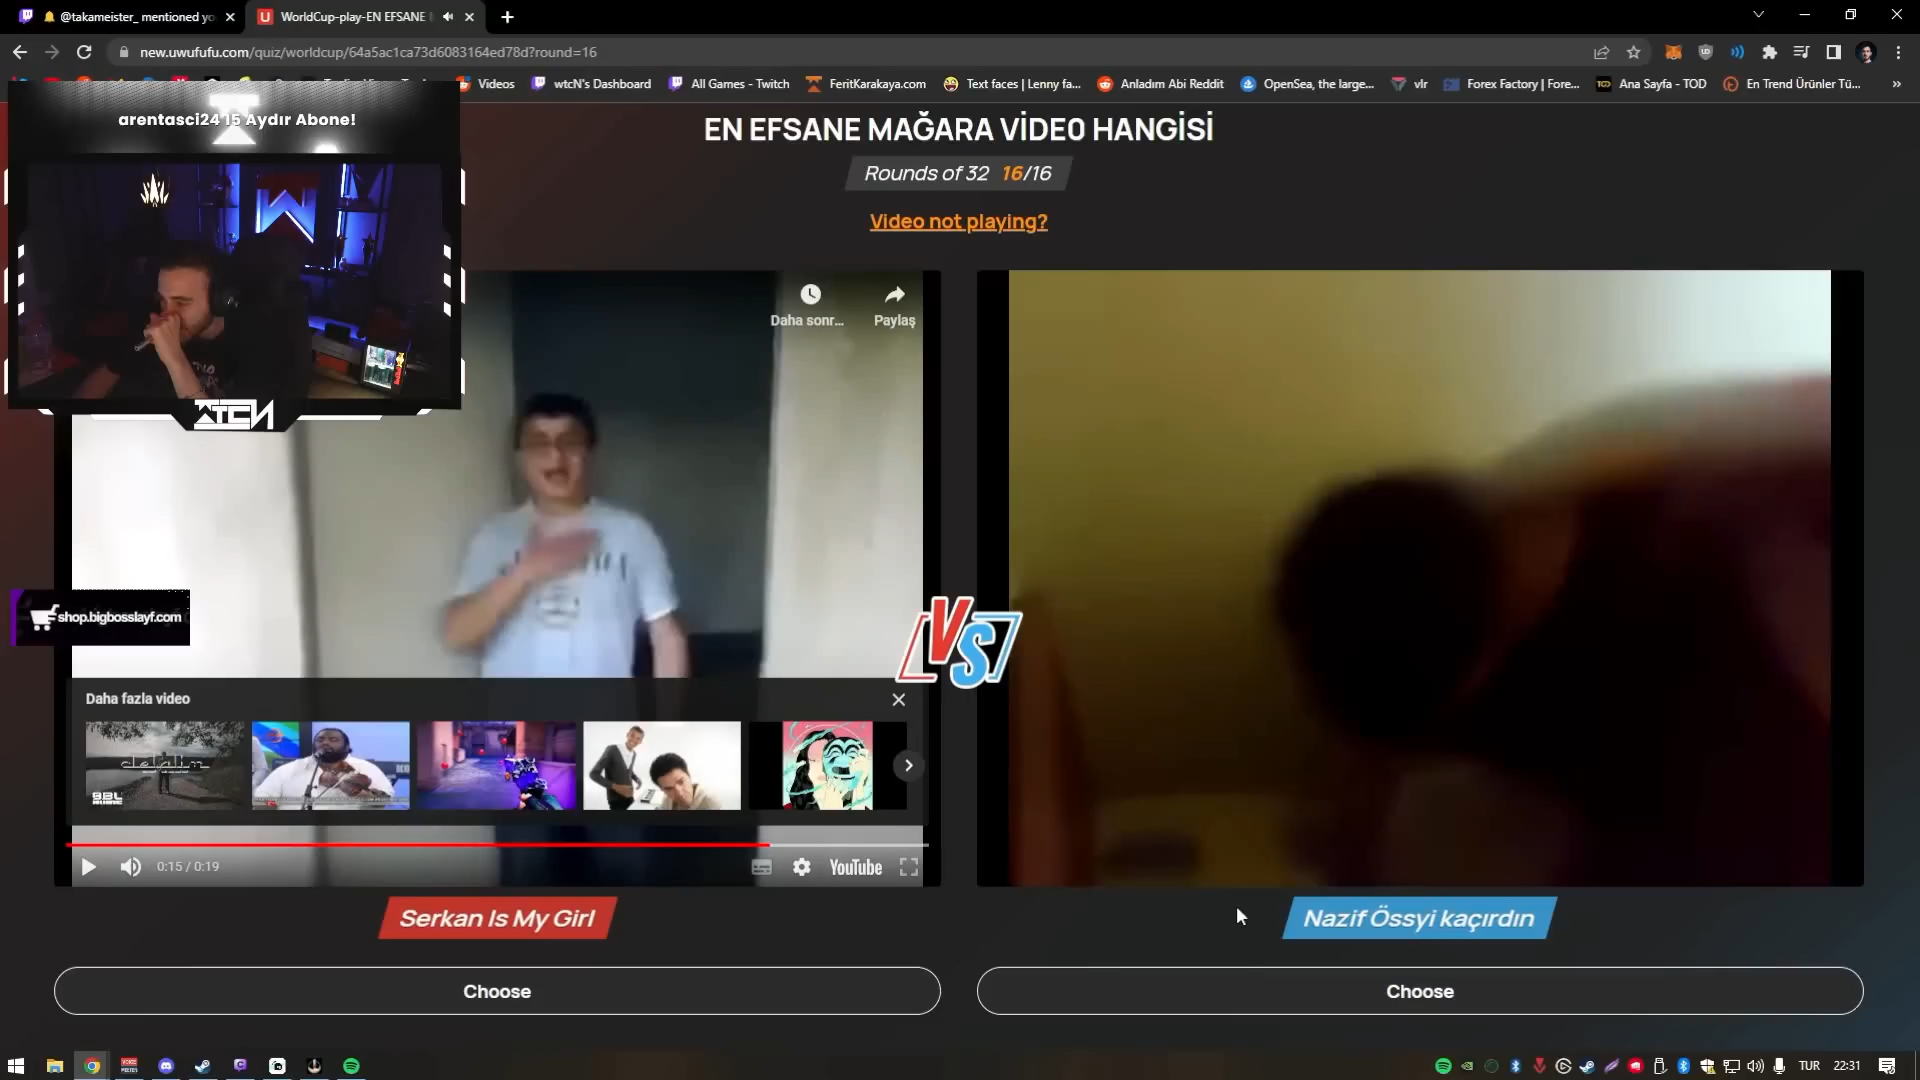 @takameister_ mentioned yo
WorldCup-play-EN EFSANE
new.uwufufu.com/quiz/worldcup/64a5ac1ca73d6083164ed78d?round=16
Videos
wtcN's Dashboard
All Games - Twitch
FeritKarakaya.com
Text faces | Lenny fa...
Anladım Abi Reddit
OpenSea, the large...
vlr
Forex Factory | Fore...
Ana Sayfa - TOD
En Trend Ürünler Tü...
arentasci24 15 Aydır Abone!
EN EFSANE MAĞARA VİDEO HANGİSİ
Rounds of 32 16/16
Video not playing?
Daha sonr...
Paylaş
WTCN
shop.bigbosslayf.com
VS
Daha fazla video
BBL
0:15 / 0:19
YouTube
Serkan Is My Girl
Nazif Össyi kaçırdın
Choose
Choose
TUR
22:31